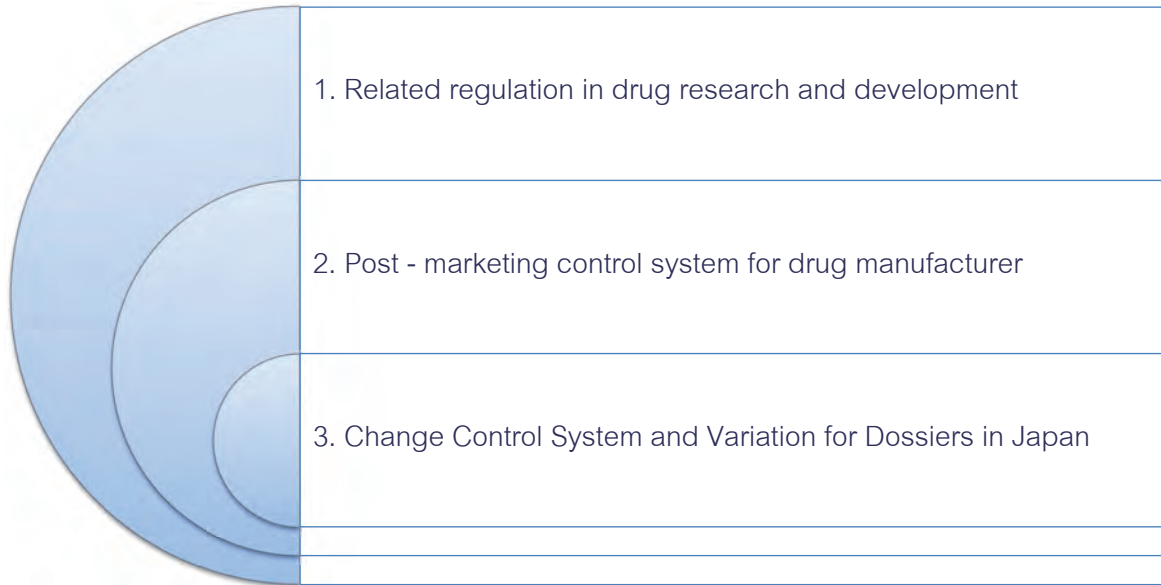 1. Related regulation in drug research and development
2. Post - marketing control system for drug manufacturer
3. Change Control System and Variation for Dossiers in Japan